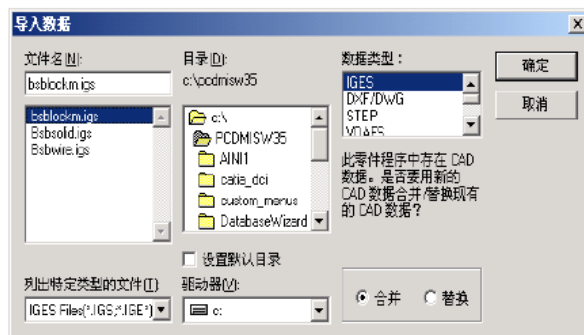 导入数据
文件名(N):
bsblockm.igs
bsblockm.igs
Bsbsolid.igs
Bsbwire.igs
列出特定类型的文件(T)
IGES Files(*.IGS;*.IGE*)
目录(D):
c:\pcdmisw35
c:\
PCDMISW35
AINI1
catia_dci
custom_menus
DatabaseWizard
设置默认目录
驱动器(V):
c:
数据类型：
IGES
DXF/DWG
STEP
VDAFS
此零件程序中存在 CAD
数据。是否要用新的
CAD 数据合并/替换现有
的 CAD 数据？
合并
替换
确定
取消